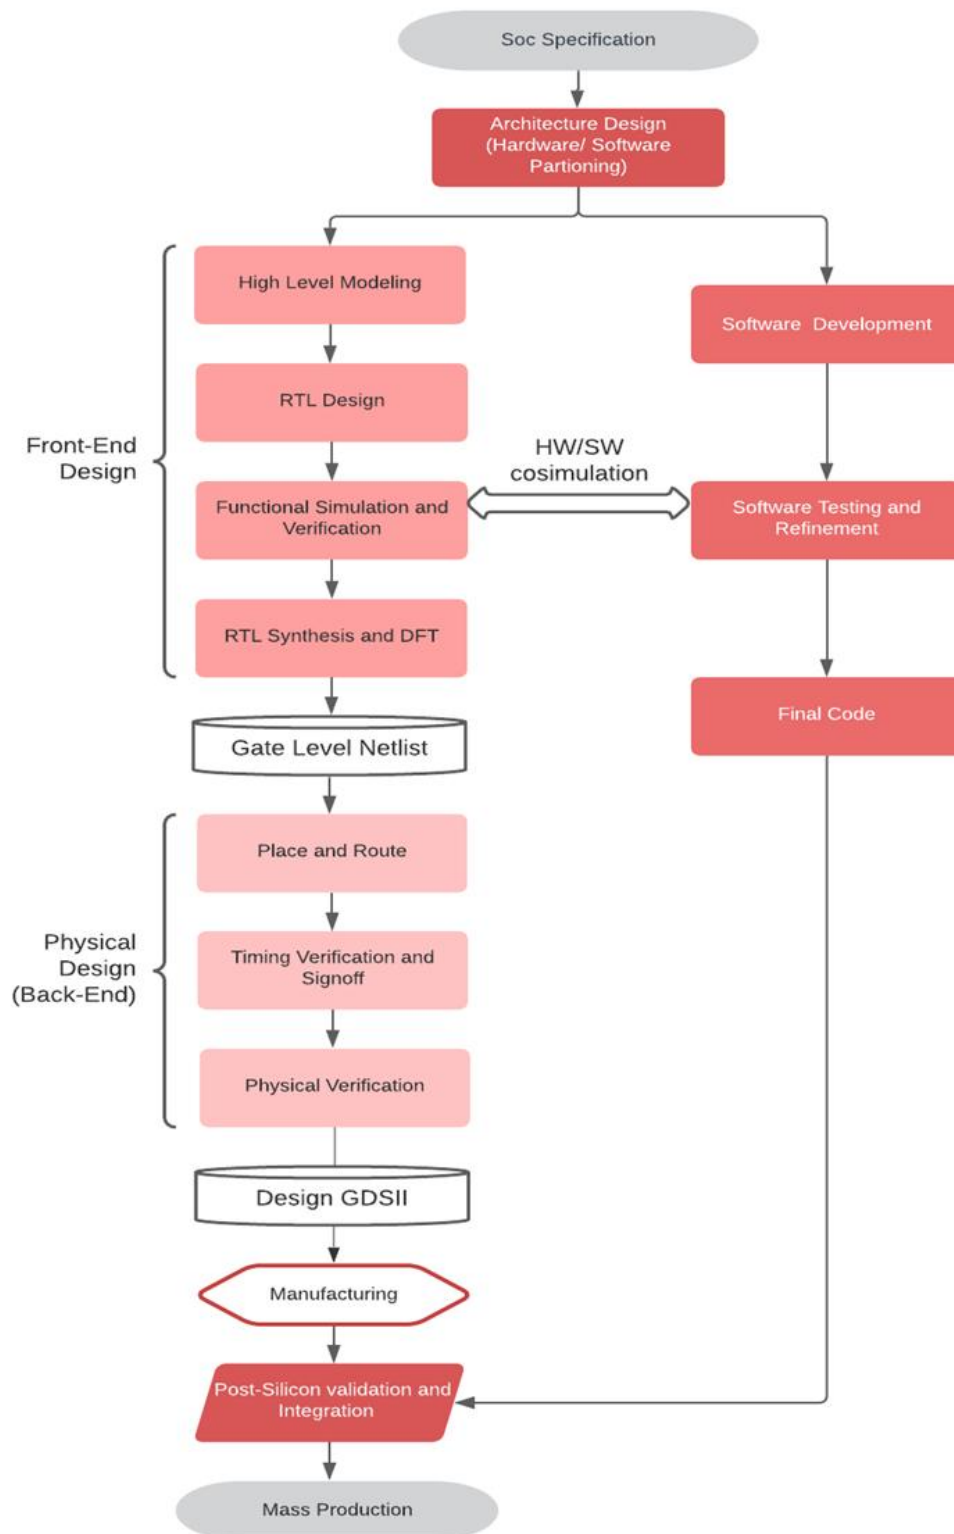 Soc Specification
Architecture Design
(Hardware/ Software
Partioning)
High Level Modeling
Software Development
RTL Design
Front-End
Design
HW/SW
cosimulation
Functional Simulation and
Verification
Software Testing and
Refinement
RTL Synthesis and DFT
Final Code
Gate Level Netlist
Place and Route
Physical
Design
(Back-End)
Timing Verification and
Signoff
Physical Verification
Design GDSII
Manufacturing
Post-Silicon validation and
Integration
Mass Production